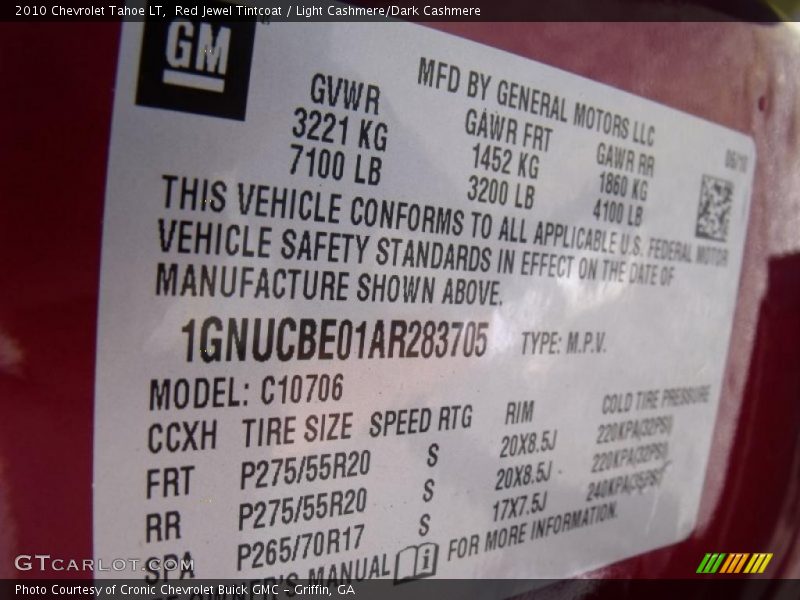 2010 Chevrolet Tahoe LT, Red Jewel Tintcoat / Light Cashmere/Dark Cashmere
GM
MFD BY GENERAL MOTORS LLC
06/10
GVWR GAWR FRT GAWR RR
3221 KG 1452 KG 1860 KG
7100 LB 3200 LB 4100 LB
THIS VEHICLE CONFORMS TO ALL APPLICABLE U.S. FEDERAL MOTOR
VEHICLE SAFETY STANDARDS IN EFFECT ON THE DATE OF
MANUFACTURE SHOWN ABOVE.
1GNUCBE01AR283705 TYPE: M.P.V.
MODEL: C10706
CCXH TIRE SIZE SPEED RTG RIM COLD TIRE PRESSURE
FRT P275/55R20 S 20X8.5J 220KPA(32PSI)
RR P275/55R20 S 20X8.5J 220KPA(32PSI)
SPA P265/70R17 S 17X7.5J 240KPA(35PSI)
OWNER'S MANUAL i FOR MORE INFORMATION.
GTCARLOT.COM
Photo Courtesy of Cronic Chevrolet Buick GMC - Griffin, GA